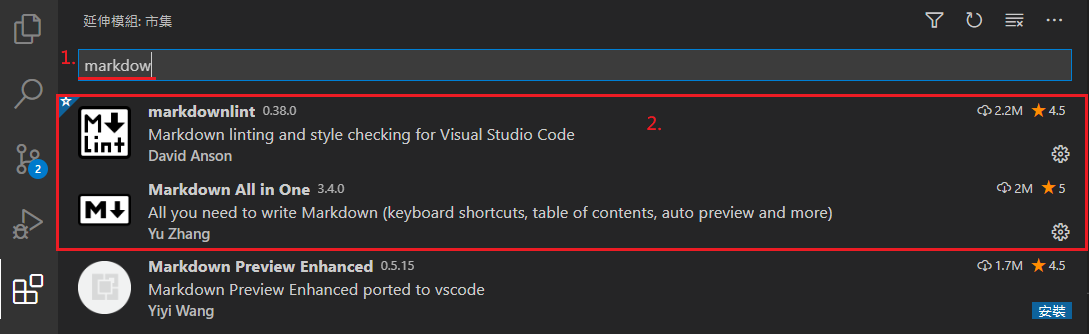 延伸模組: 市集
1.
markdow
markdownlint 0.38.0 2.2M 4.5
Markdown linting and style checking for Visual Studio Code
2.
David Anson
M Lint
Markdown All in One 3.4.0 2M 5
All you need to write Markdown (keyboard shortcuts, table of contents, auto preview and more)
Yu Zhang
M
2
Markdown Preview Enhanced 0.5.15 1.7M 4.5
Markdown Preview Enhanced ported to vscode
Yiyi Wang
安裝